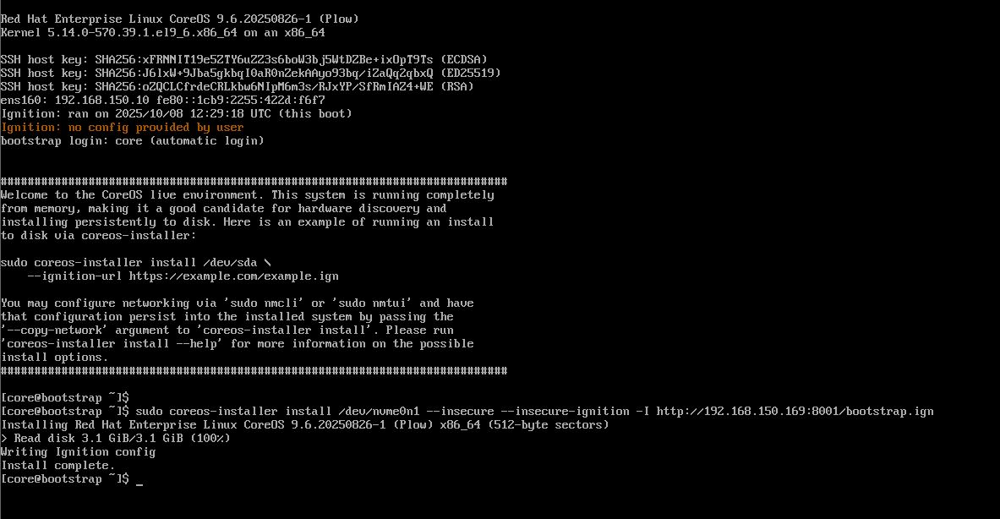 Red Hat Enterprise Linux CoreOS 9.6.20250826-1 (Plow)
Kernel 5.14.0-570.39.1.el9_6.x86_64 on an x86_64
SSH host key: SHA256:xFRNNIT19e5ZTY6uZZ3s6boW3bj5WtDZBe+ixOpT9Ts (ECDSA)
SSH host key: SHA256:J6lxW+9Jba5gkbqI0aR0nZekAAyo93bq/iZaQq2qbxQ (ED25519)
SSH host key: SHA256:oZQCLCfrdeCRLkbw6NIpM6m3s/RJxYP/SfRmIAZ4+WE (RSA)
ens160: 192.168.150.10 fe80::1cb9:2255:422d:f6f7
Ignition: ran on 2025/10/08 12:29:18 UTC (this boot)
Ignition: no config provided by user
bootstrap login: core (automatic login)
###########################################################################
Welcome to the CoreOS live environment. This system is running completely
from memory, making it a good candidate for hardware discovery and
installing persistently to disk. Here is an example of running an install
to disk via coreos-installer:
sudo coreos-installer install /dev/sda \
    --ignition-url https://example.com/example.ign
You may configure networking via 'sudo nmcli' or 'sudo nmtui' and have
that configuration persist into the installed system by passing the
'--copy-network' argument to 'coreos-installer install'. Please run
'coreos-installer install --help' for more information on the possible
install options.
###########################################################################
[core@bootstrap ~]$
[core@bootstrap ~]$ sudo coreos-installer install /dev/nvme0n1 --insecure --insecure-ignition -I http://192.168.150.169:8001/bootstrap.ign
Installing Red Hat Enterprise Linux CoreOS 9.6.20250826-1 (Plow) x86_64 (512-byte sectors)
> Read disk 3.1 GiB/3.1 GiB (100%)
Writing Ignition config
Install complete.
[core@bootstrap ~]$ _